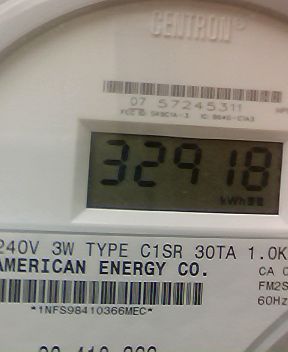 CENTRON®
07 57245311
32918
kWh
240V 3W TYPE C1SR 30TA 1.0K
AMERICAN ENERGY CO.
CA 0
FM2S
60Hz
*1NFS98410366MEC*